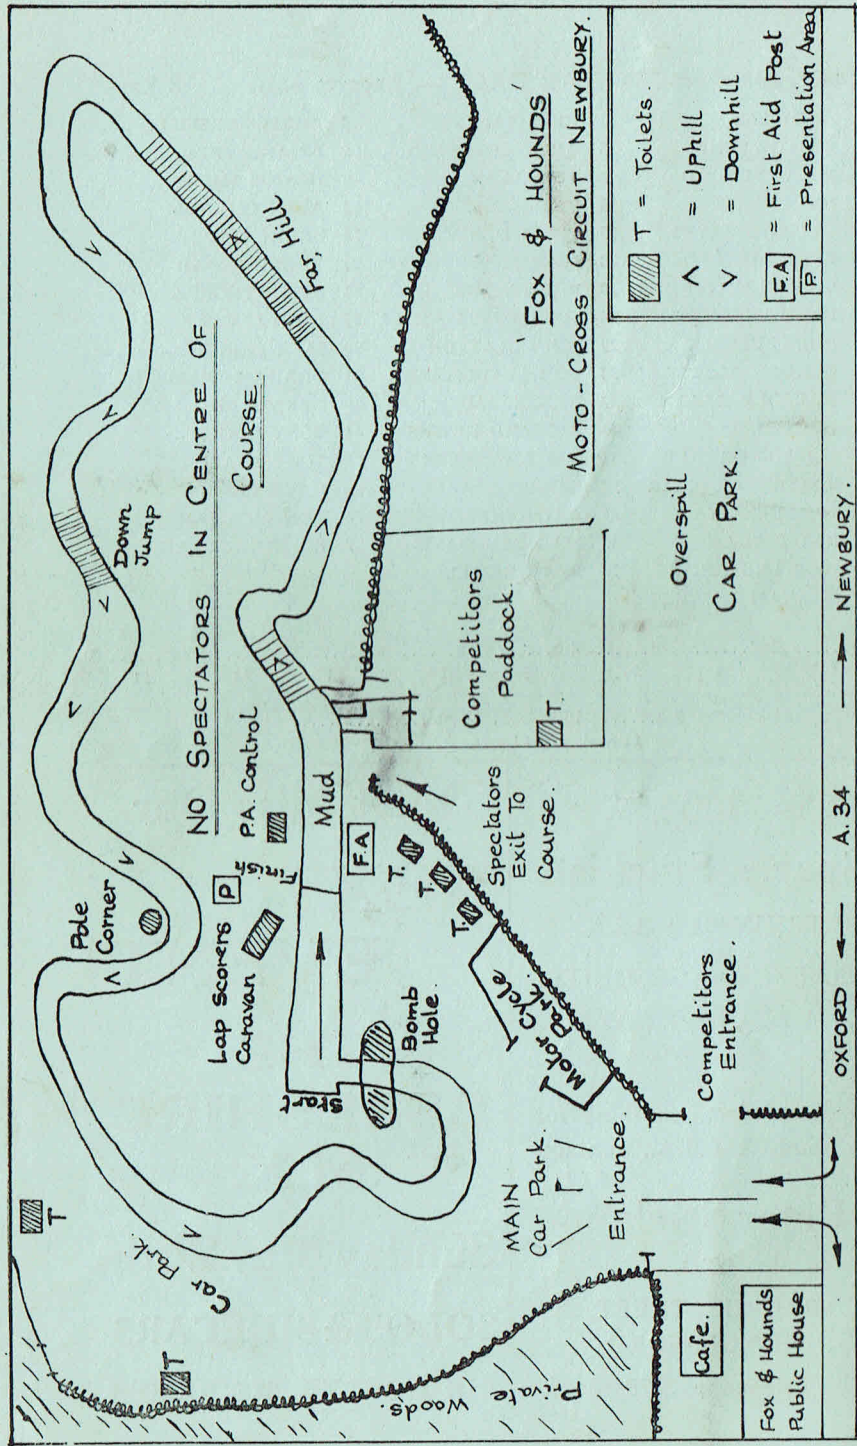 'FOX & HOUNDS'
MOTO-CROSS CIRCUIT NEWBURY.
T = Toilets.
^ = Uphill
v = Downhill
F.A = First Aid Post
P. = Presentation Area
NO SPECTATORS IN CENTRE OF
COURSE
Far, Hill
Down
Jump
Pole
Corner
P.A. Control
P
Finish
Lap Scorers
Caravan
Mud
Start
Bomb
Hole.
F.A
T.
T.
T.
Spectators
Exit To
Course.
Competitors
Paddock.
T.
Overspill
CAR PARK
Motor Cycle
Park.
Competitors
Entrance.
MAIN
Car Park.
Entrance.
Car Park.
T
T
Private
Woods.
Cafe.
Fox & Hounds
Public House
OXFORD
A.34
NEWBURY.